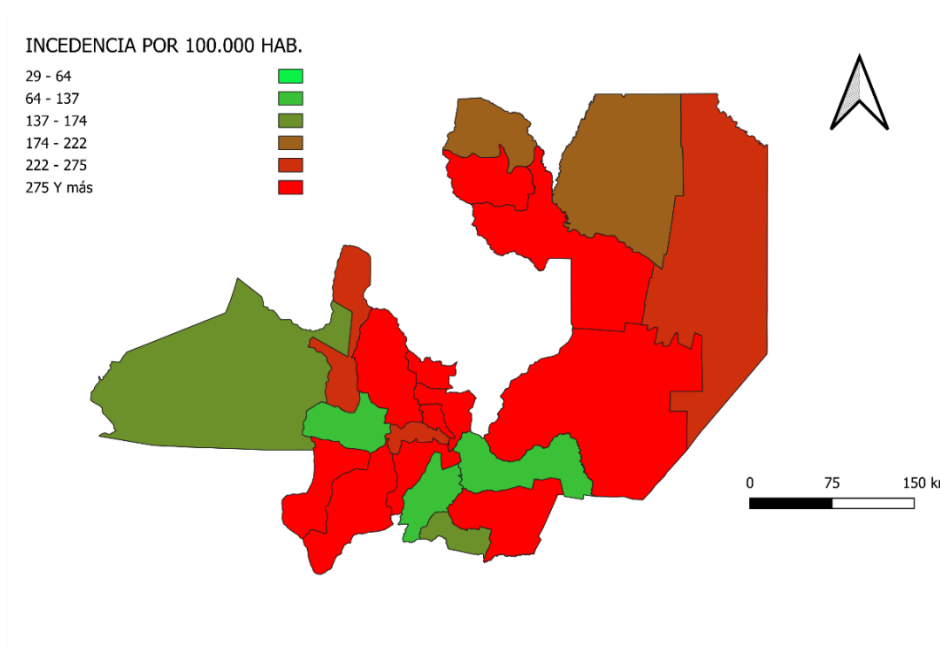 INCEDENCIA POR 100.000 HAB.
29 - 64
64 - 137
137 - 174
174 - 222
222 - 275
275 Y más
0 75 150